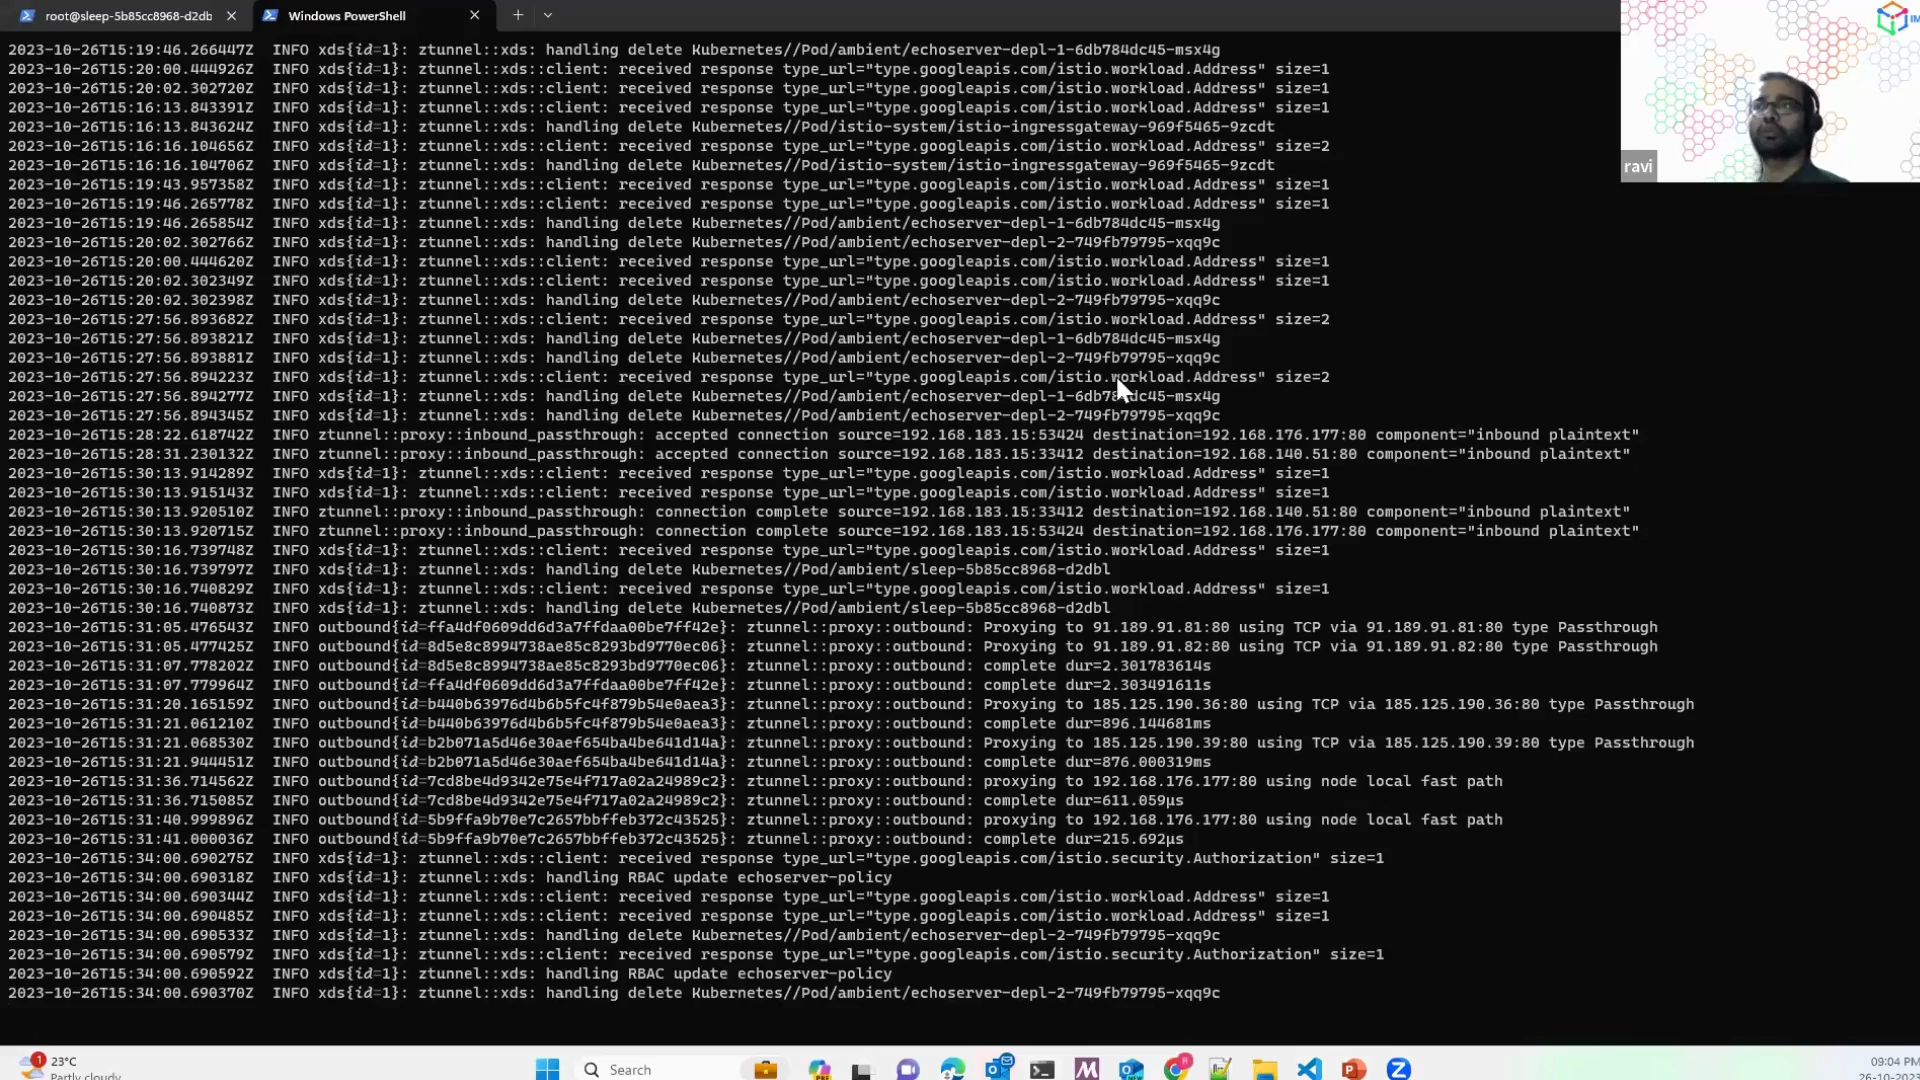 root@sleep-5b85cc8968-d2db
Windows PowerShell
2023-10-26T15:19:46.266447Z  INFO xds{id=1}: ztunnel::xds: handling delete Kubernetes//Pod/ambient/echoserver-depl-1-6db784dc45-msx4g
2023-10-26T15:20:00.444926Z  INFO xds{id=1}: ztunnel::xds::client: received response type_url="type.googleapis.com/istio.workload.Address" size=1
2023-10-26T15:20:02.302720Z  INFO xds{id=1}: ztunnel::xds::client: received response type_url="type.googleapis.com/istio.workload.Address" size=1
2023-10-26T15:16:13.843391Z  INFO xds{id=1}: ztunnel::xds::client: received response type_url="type.googleapis.com/istio.workload.Address" size=1
2023-10-26T15:16:13.843624Z  INFO xds{id=1}: ztunnel::xds: handling delete Kubernetes//Pod/istio-system/istio-ingressgateway-969f5465-9zcdt
2023-10-26T15:16:16.104656Z  INFO xds{id=1}: ztunnel::xds::client: received response type_url="type.googleapis.com/istio.workload.Address" size=2
2023-10-26T15:16:16.104706Z  INFO xds{id=1}: ztunnel::xds: handling delete Kubernetes//Pod/istio-system/istio-ingressgateway-969f5465-9zcdt
2023-10-26T15:19:43.957358Z  INFO xds{id=1}: ztunnel::xds::client: received response type_url="type.googleapis.com/istio.workload.Address" size=1
2023-10-26T15:19:46.265778Z  INFO xds{id=1}: ztunnel::xds::client: received response type_url="type.googleapis.com/istio.workload.Address" size=1
2023-10-26T15:19:46.265854Z  INFO xds{id=1}: ztunnel::xds: handling delete Kubernetes//Pod/ambient/echoserver-depl-1-6db784dc45-msx4g
2023-10-26T15:20:02.302766Z  INFO xds{id=1}: ztunnel::xds: handling delete Kubernetes//Pod/ambient/echoserver-depl-2-749fb79795-xqq9c
2023-10-26T15:20:00.444620Z  INFO xds{id=1}: ztunnel::xds::client: received response type_url="type.googleapis.com/istio.workload.Address" size=1
2023-10-26T15:20:02.302349Z  INFO xds{id=1}: ztunnel::xds::client: received response type_url="type.googleapis.com/istio.workload.Address" size=1
2023-10-26T15:20:02.302398Z  INFO xds{id=1}: ztunnel::xds: handling delete Kubernetes//Pod/ambient/echoserver-depl-2-749fb79795-xqq9c
2023-10-26T15:27:56.893682Z  INFO xds{id=1}: ztunnel::xds::client: received response type_url="type.googleapis.com/istio.workload.Address" size=2
2023-10-26T15:27:56.893821Z  INFO xds{id=1}: ztunnel::xds: handling delete Kubernetes//Pod/ambient/echoserver-depl-1-6db784dc45-msx4g
2023-10-26T15:27:56.893881Z  INFO xds{id=1}: ztunnel::xds: handling delete Kubernetes//Pod/ambient/echoserver-depl-2-749fb79795-xqq9c
2023-10-26T15:27:56.894223Z  INFO xds{id=1}: ztunnel::xds::client: received response type_url="type.googleapis.com/istio.workload.Address" size=2
2023-10-26T15:27:56.894277Z  INFO xds{id=1}: ztunnel::xds: handling delete Kubernetes//Pod/ambient/echoserver-depl-1-6db784dc45-msx4g
2023-10-26T15:27:56.894345Z  INFO xds{id=1}: ztunnel::xds: handling delete Kubernetes//Pod/ambient/echoserver-depl-2-749fb79795-xqq9c
2023-10-26T15:28:22.618742Z  INFO ztunnel::proxy::inbound_passthrough: accepted connection source=192.168.183.15:53424 destination=192.168.176.177:80 component="inbound plaintext"
2023-10-26T15:28:31.230132Z  INFO ztunnel::proxy::inbound_passthrough: accepted connection source=192.168.183.15:33412 destination=192.168.140.51:80 component="inbound plaintext"
2023-10-26T15:30:13.914289Z  INFO xds{id=1}: ztunnel::xds::client: received response type_url="type.googleapis.com/istio.workload.Address" size=1
2023-10-26T15:30:13.915143Z  INFO xds{id=1}: ztunnel::xds::client: received response type_url="type.googleapis.com/istio.workload.Address" size=1
2023-10-26T15:30:13.920510Z  INFO ztunnel::proxy::inbound_passthrough: connection complete source=192.168.183.15:33412 destination=192.168.140.51:80 component="inbound plaintext"
2023-10-26T15:30:13.920715Z  INFO ztunnel::proxy::inbound_passthrough: connection complete source=192.168.183.15:53424 destination=192.168.176.177:80 component="inbound plaintext"
2023-10-26T15:30:16.739748Z  INFO xds{id=1}: ztunnel::xds::client: received response type_url="type.googleapis.com/istio.workload.Address" size=1
2023-10-26T15:30:16.739797Z  INFO xds{id=1}: ztunnel::xds: handling delete Kubernetes//Pod/ambient/sleep-5b85cc8968-d2dbl
2023-10-26T15:30:16.740829Z  INFO xds{id=1}: ztunnel::xds::client: received response type_url="type.googleapis.com/istio.workload.Address" size=1
2023-10-26T15:30:16.740873Z  INFO xds{id=1}: ztunnel::xds: handling delete Kubernetes//Pod/ambient/sleep-5b85cc8968-d2dbl
2023-10-26T15:31:05.476543Z  INFO outbound{id=ffa4df0609dd6d3a7ffdaa00be7ff42e}: ztunnel::proxy::outbound: Proxying to 91.189.91.81:80 using TCP via 91.189.91.81:80 type Passthrough
2023-10-26T15:31:05.477425Z  INFO outbound{id=8d5e8c8994738ae85c8293bd9770ec06}: ztunnel::proxy::outbound: Proxying to 91.189.91.82:80 using TCP via 91.189.91.82:80 type Passthrough
2023-10-26T15:31:07.778202Z  INFO outbound{id=8d5e8c8994738ae85c8293bd9770ec06}: ztunnel::proxy::outbound: complete dur=2.301783614s
2023-10-26T15:31:07.779964Z  INFO outbound{id=ffa4df0609dd6d3a7ffdaa00be7ff42e}: ztunnel::proxy::outbound: complete dur=2.303491611s
2023-10-26T15:31:20.165159Z  INFO outbound{id=b440b63976d4b6b5fc4f879b54e0aea3}: ztunnel::proxy::outbound: Proxying to 185.125.190.36:80 using TCP via 185.125.190.36:80 type Passthrough
2023-10-26T15:31:21.061210Z  INFO outbound{id=b440b63976d4b6b5fc4f879b54e0aea3}: ztunnel::proxy::outbound: complete dur=896.144681ms
2023-10-26T15:31:21.068530Z  INFO outbound{id=b2b071a5d46e30aef654ba4be641d14a}: ztunnel::proxy::outbound: Proxying to 185.125.190.39:80 using TCP via 185.125.190.39:80 type Passthrough
2023-10-26T15:31:21.944451Z  INFO outbound{id=b2b071a5d46e30aef654ba4be641d14a}: ztunnel::proxy::outbound: complete dur=876.000319ms
2023-10-26T15:31:36.714562Z  INFO outbound{id=7cd8be4d9342e75e4f717a02a24989c2}: ztunnel::proxy::outbound: proxying to 192.168.176.177:80 using node local fast path
2023-10-26T15:31:36.715085Z  INFO outbound{id=7cd8be4d9342e75e4f717a02a24989c2}: ztunnel::proxy::outbound: complete dur=611.059µs
2023-10-26T15:31:40.999896Z  INFO outbound{id=5b9ffa9b70e7c2657bbffeb372c43525}: ztunnel::proxy::outbound: proxying to 192.168.176.177:80 using node local fast path
2023-10-26T15:31:41.000036Z  INFO outbound{id=5b9ffa9b70e7c2657bbffeb372c43525}: ztunnel::proxy::outbound: complete dur=215.692µs
2023-10-26T15:34:00.690275Z  INFO xds{id=1}: ztunnel::xds::client: received response type_url="type.googleapis.com/istio.security.Authorization" size=1
2023-10-26T15:34:00.690318Z  INFO xds{id=1}: ztunnel::xds: handling RBAC update echoserver-policy
2023-10-26T15:34:00.690344Z  INFO xds{id=1}: ztunnel::xds::client: received response type_url="type.googleapis.com/istio.workload.Address" size=1
2023-10-26T15:34:00.690485Z  INFO xds{id=1}: ztunnel::xds::client: received response type_url="type.googleapis.com/istio.workload.Address" size=1
2023-10-26T15:34:00.690533Z  INFO xds{id=1}: ztunnel::xds: handling delete Kubernetes//Pod/ambient/echoserver-depl-2-749fb79795-xqq9c
2023-10-26T15:34:00.690579Z  INFO xds{id=1}: ztunnel::xds::client: received response type_url="type.googleapis.com/istio.security.Authorization" size=1
2023-10-26T15:34:00.690592Z  INFO xds{id=1}: ztunnel::xds: handling RBAC update echoserver-policy
2023-10-26T15:34:00.690370Z  INFO xds{id=1}: ztunnel::xds: handling delete Kubernetes//Pod/ambient/echoserver-depl-2-749fb79795-xqq9c
ravi
1
23°C
Partly cloudy
Search
09:04 PM